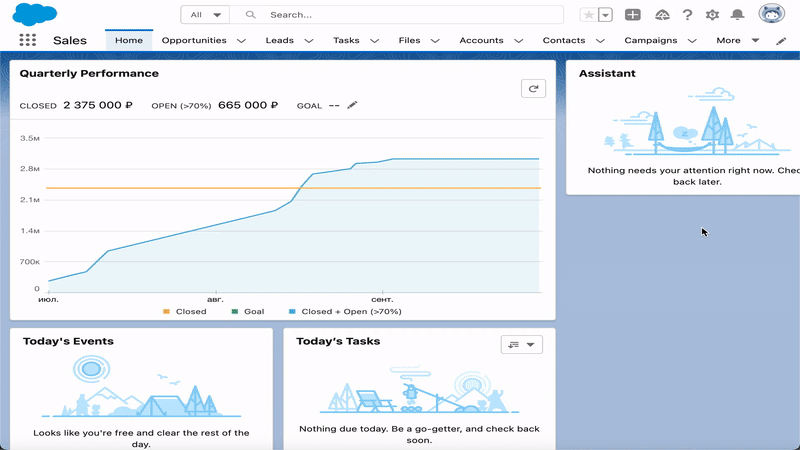 All
Search...
Sales
Home
Opportunities
Leads
Tasks
Files
Accounts
Contacts
Campaigns
More
Quarterly Performance
CLOSED 2 375 000 ₽ OPEN (>70%) 665 000 ₽ GOAL --
3.5м
2.8м
2.1м
1.4м
700к
0
июл.
авг.
сент.
Closed
Goal
Closed + Open (>70%)
Assistant
Nothing needs your attention right now. Chec
back later.
Today's Events
Looks like you're free and clear the rest of the
day.
Today's Tasks
Nothing due today. Be a go-getter, and check back
soon.